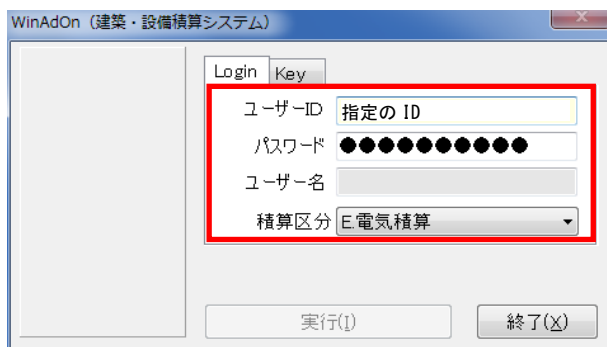 WinAdOn（建築・設備積算システム）
Login Key
ユーザーID 指定の ID
パスワード ●●●●●●●●●●
ユーザー名
積算区分 E.電気積算
実行(I) 終了(X)